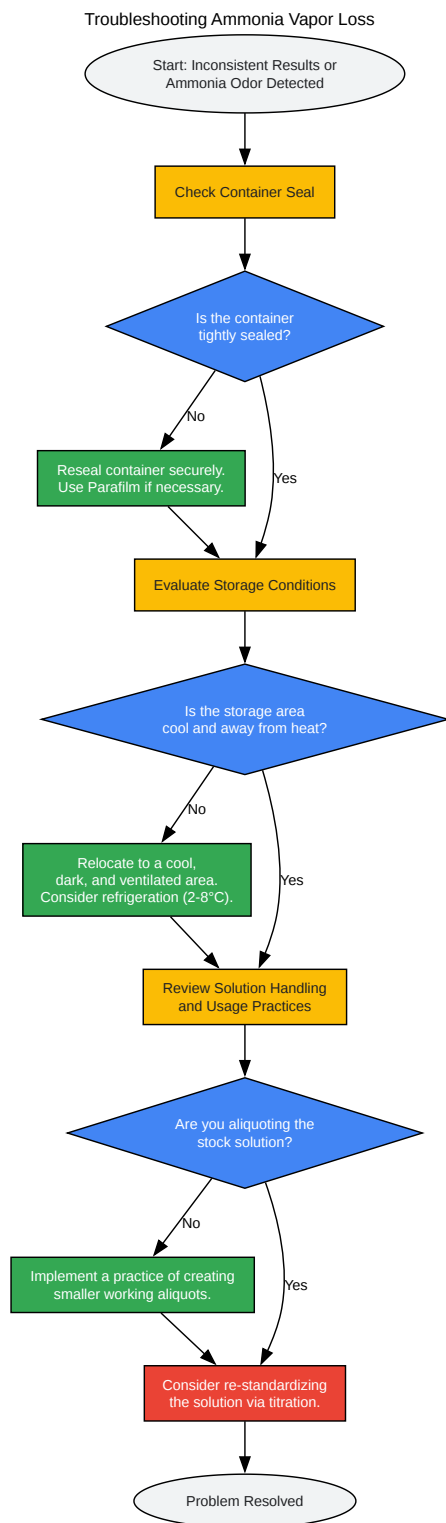 Troubleshooting Ammonia Vapor Loss
Start: Inconsistent Results or
Ammonia Odor Detected
Check Container Seal
Is the container
tightly sealed?
No
Reseal container securely.
Use Parafilm if necessary.
Yes
Evaluate Storage Conditions
Is the storage area
cool and away from heat?
No
Relocate to a cool,
dark, and ventilated area.
Consider refrigeration (2-8°C).
Yes
Review Solution Handling
and Usage Practices
Are you aliquoting the
stock solution?
No
Implement a practice of creating
smaller working aliquots.
Yes
Consider re-standardizing
the solution via titration.
Problem Resolved